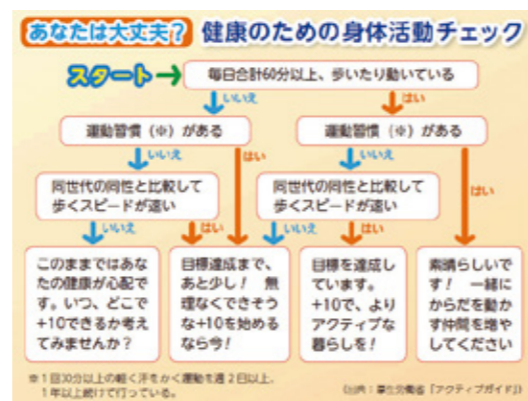 あなたは大丈夫？ 健康のための身体活動チェック
スタート
毎日合計60分以上、歩いたり動いている
いいえ
はい
運動習慣（※）がある
運動習慣（※）がある
いいえ
はい
いいえ
はい
同世代の同性と比較して
歩くスピードが速い
同世代の同性と比較して
歩くスピードが速い
いいえ
はい
いいえ
はい
このままではあな
たの健康が心配で
す。いつ、どこで
+10できるか考え
てみませんか？
目標達成まで、
あと少し！ 無
理なくできそう
な+10を始める
なら今！
目標を達成し
ています。
+10で、より
アクティブな
暮らしを！
素晴らしいで
す！ 一緒に
からだを動か
す仲間を増や
してください
※1回30分以上の軽く汗をかく運動を週2日以上、
1年以上続けて行っている。
（出典：厚生労働省「アクティブガイド」）